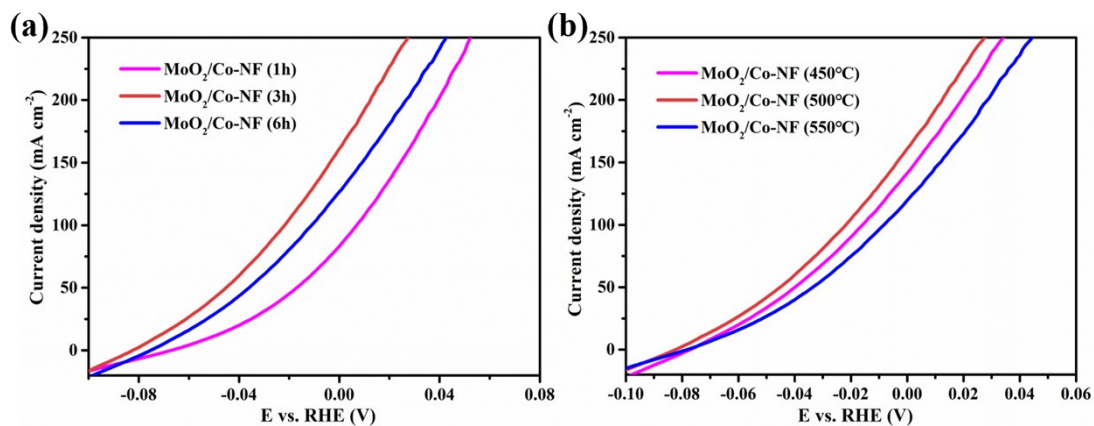 (a)
250
200
150
100
50
0
Current density (mA cm⁻²)
MoO₂/Co-NF (1h)
MoO₂/Co-NF (3h)
MoO₂/Co-NF (6h)
-0.08 -0.04 0.00 0.04 0.08
E vs. RHE (V)
(b)
250
200
150
100
50
0
Current density (mA cm⁻²)
MoO₂/Co-NF (450°C)
MoO₂/Co-NF (500°C)
MoO₂/Co-NF (550°C)
-0.10 -0.08 -0.06 -0.04 -0.02 0.00 0.02 0.04 0.06
E vs. RHE (V)